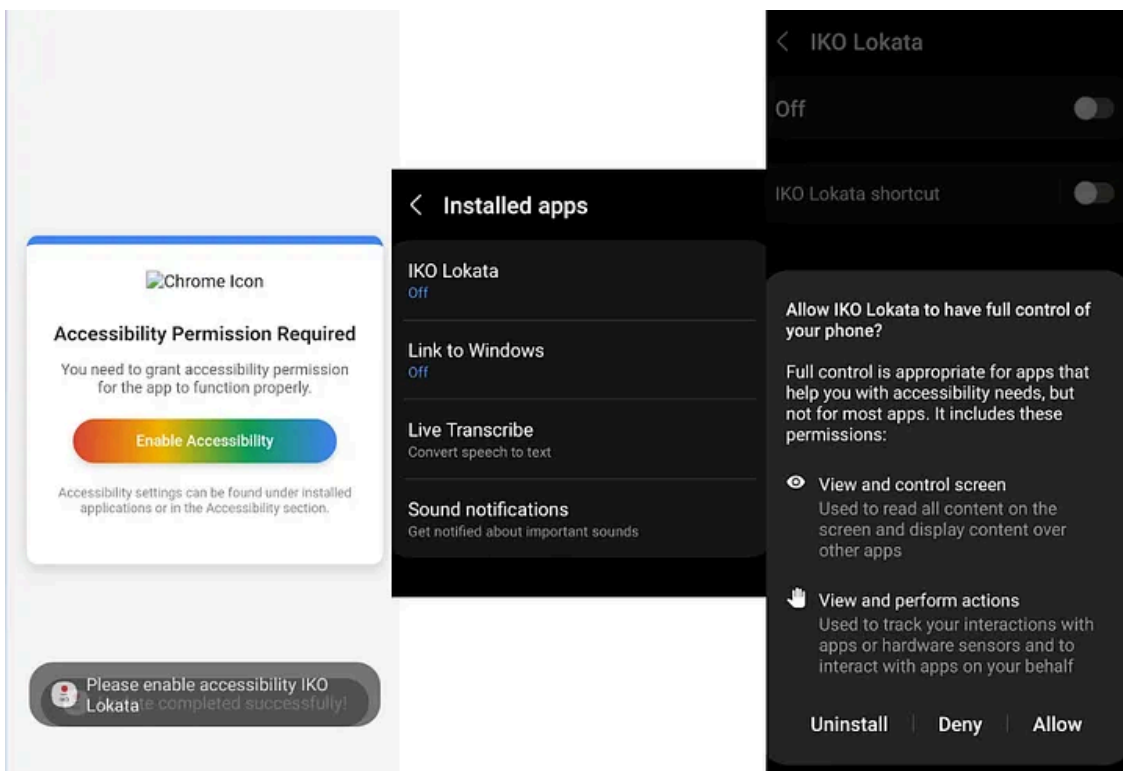 Chrome Icon
Accessibility Permission Required
You need to grant accessibility permission
for the app to function properly.
Enable Accessibility
Accessibility settings can be found under installed
applications or in the Accessibility section.
Please enable accessibility IKO
Lokata
completed successfully!
Installed apps
IKO Lokata
Off
Link to Windows
Off
Live Transcribe
Convert speech to text
Sound notifications
Get notified about important sounds
IKO Lokata
Off
IKO Lokata shortcut
Allow IKO Lokata to have full control of
your phone?
Full control is appropriate for apps that
help you with accessibility needs, but
not for most apps. It includes these
permissions:
View and control screen
Used to read all content on the
screen and display content over
other apps
View and perform actions
Used to track your interactions with
apps or hardware sensors and to
interact with apps on your behalf
Uninstall
Deny
Allow